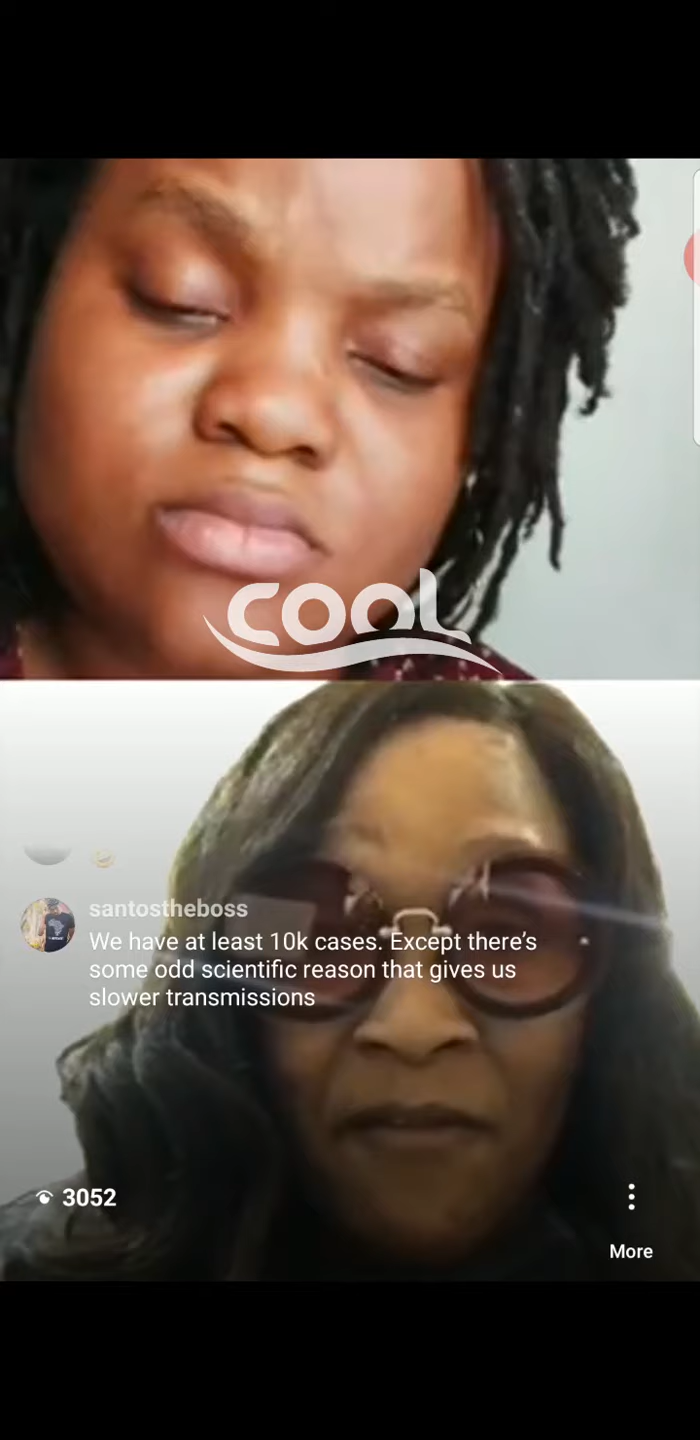 COOL
santostheboss
We have at least 10k cases. Except there's
some odd scientific reason that gives us
slower transmissions
3052
More